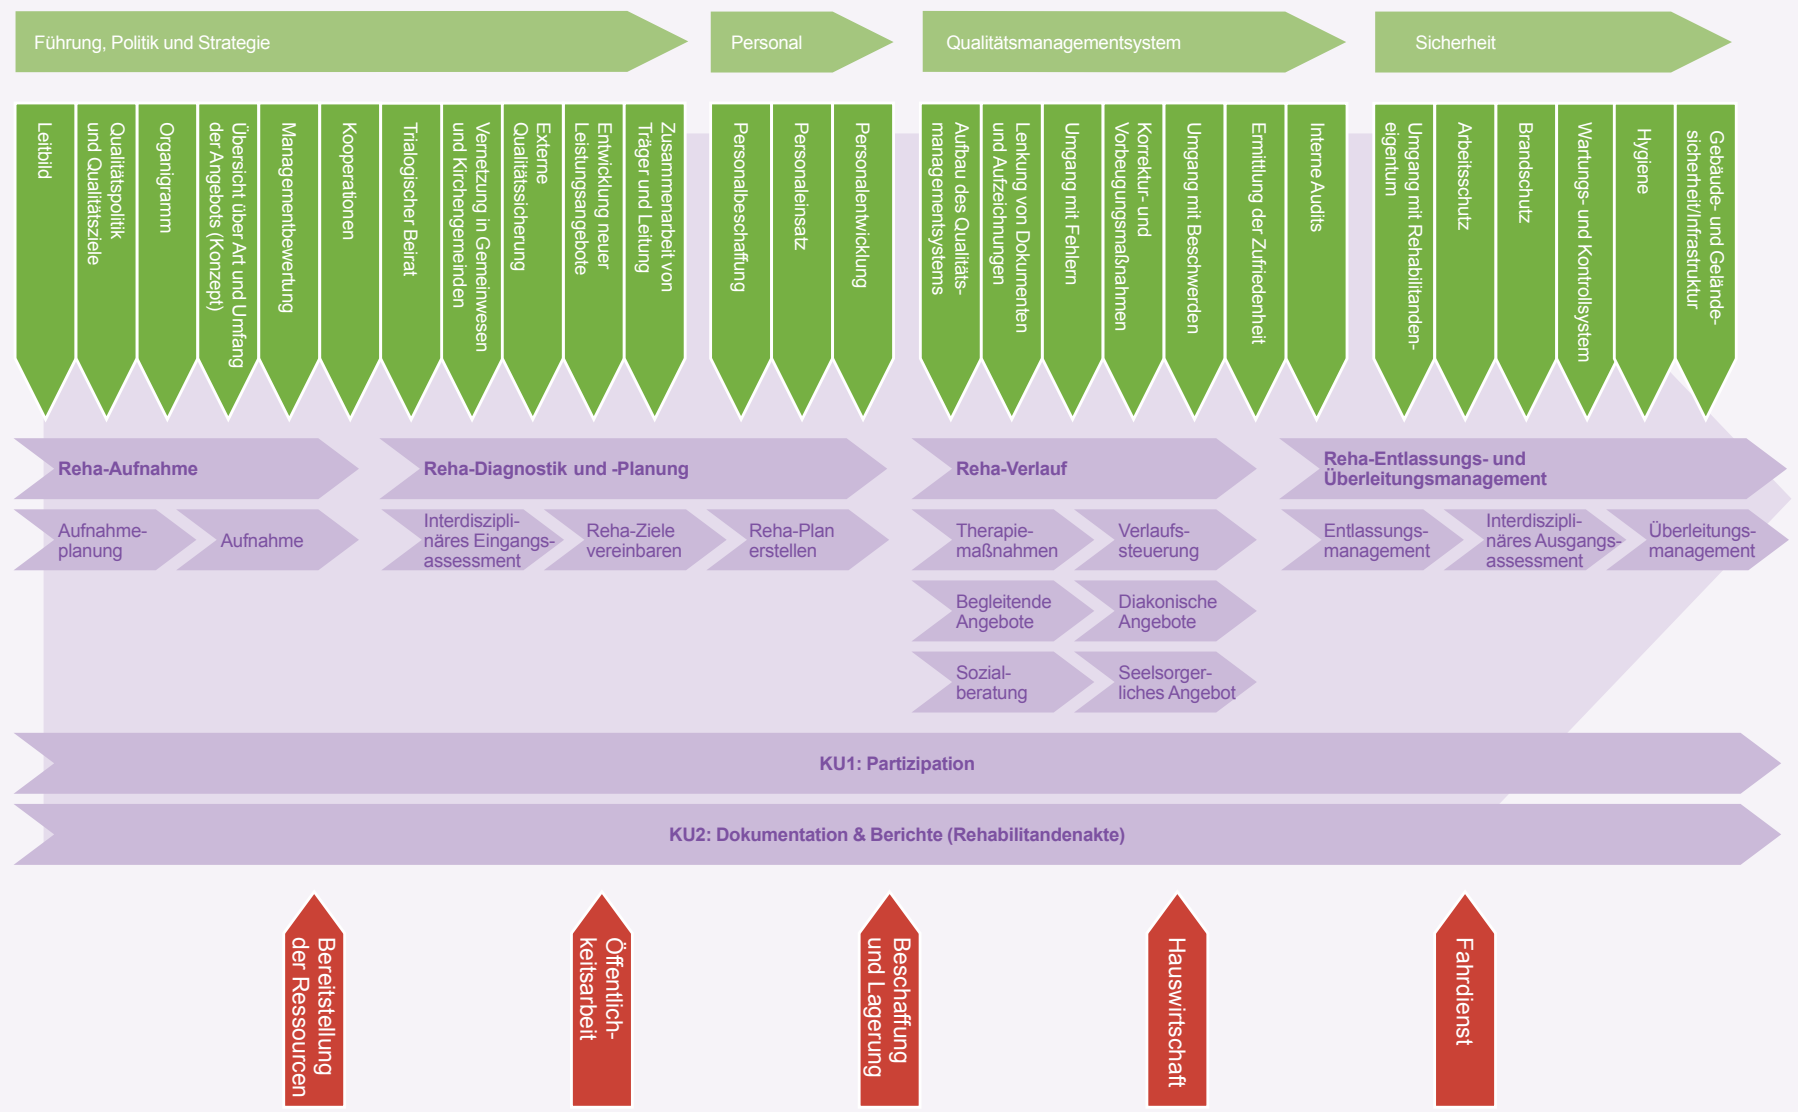 Führung, Politik und Strategie
Personal
Qualitätsmanagementsystem
Sicherheit
Leitbild
Qualitätspolitik
und Qualitätsziele
Organigramm
Übersicht über Art und Umfang
der Angebots (Konzept)
Managementbewertung
Kooperationen
Trialogischer Beirat
Vernetzung in Gemeinwesen
und Kirchengemeinden
Externe
Qualitätssicherung
Entwicklung neuer
Leistungsangebote
Zusammenarbeit von
Träger und Leitung
Personalbeschaffung
Personaleinsatz
Personalentwicklung
Aufbau des Qualitäts-
managementsystems
Lenkung von Dokumenten
und Aufzeichnungen
Umgang mit Fehlern
Korrektur- und
Vorbeugungsmaßnahmen
Umgang mit Beschwerden
Ermittlung der Zufriedenheit
Interne Audits
Umgang mit Rehabilitanden-
eigentum
Arbeitsschutz
Brandschutz
Wartungs- und Kontrollsystem
Hygiene
Gebäude- und Gelände-
sicherheit/Infrastruktur
Reha-Aufnahme
Reha-Diagnostik und -Planung
Reha-Verlauf
Reha-Entlassungs- und
Überleitungsmanagement
Aufnahme-
planung
Aufnahme
Interdiszipli-
näres Eingangs-
assessment
Reha-Ziele
vereinbaren
Reha-Plan
erstellen
Therapie-
maßnahmen
Verlaufs-
steuerung
Entlassungs-
management
Interdiszipli-
näres Ausgangs-
assessment
Überleitungs-
management
Begleitende
Angebote
Diakonische
Angebote
Sozial-
beratung
Seelsorger-
liches Angebot
KU1: Partizipation
KU2: Dokumentation & Berichte (Rehabilitandenakte)
Bereitstellung
der Ressourcen
Öffentlich-
keitsarbeit
Beschaffung
und Lagerung
Hauswirtschaft
Fahrdienst